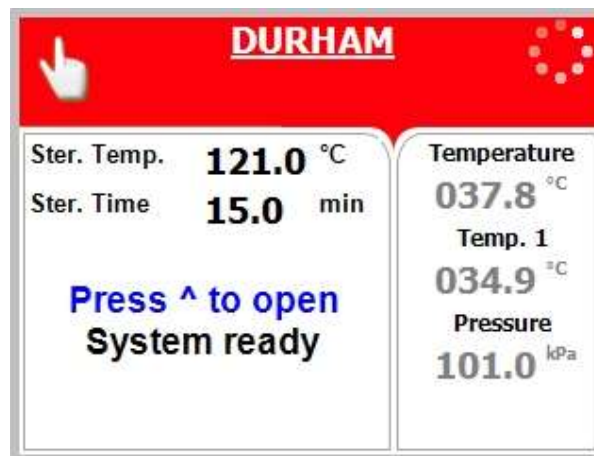 DURHAM
Ster. Temp. 121.0 °C
Ster. Time 15.0 min
Press ^ to open
System ready
Temperature
037.8 °C
Temp. 1
034.9 °C
Pressure
101.0 kPa